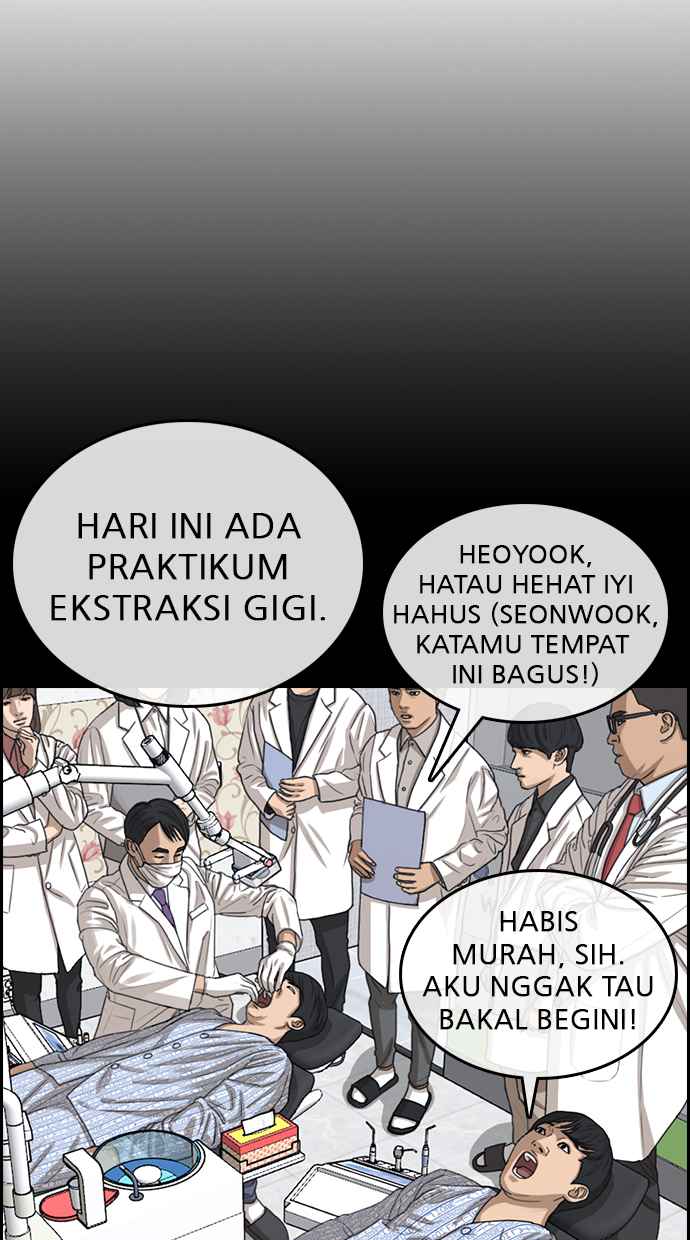 HARI INI ADA
PRAKTIKUM
EKSTRAKSI GIGI.
HEOYOOK,
HATAU HEHAT IYI
HAHUS (SEONWOOK,
KATAMU TEMPAT
INI BAGUS!)
HABIS
MURAH, SIH.
AKU NGGAK TAU
BAKAL BEGINI!